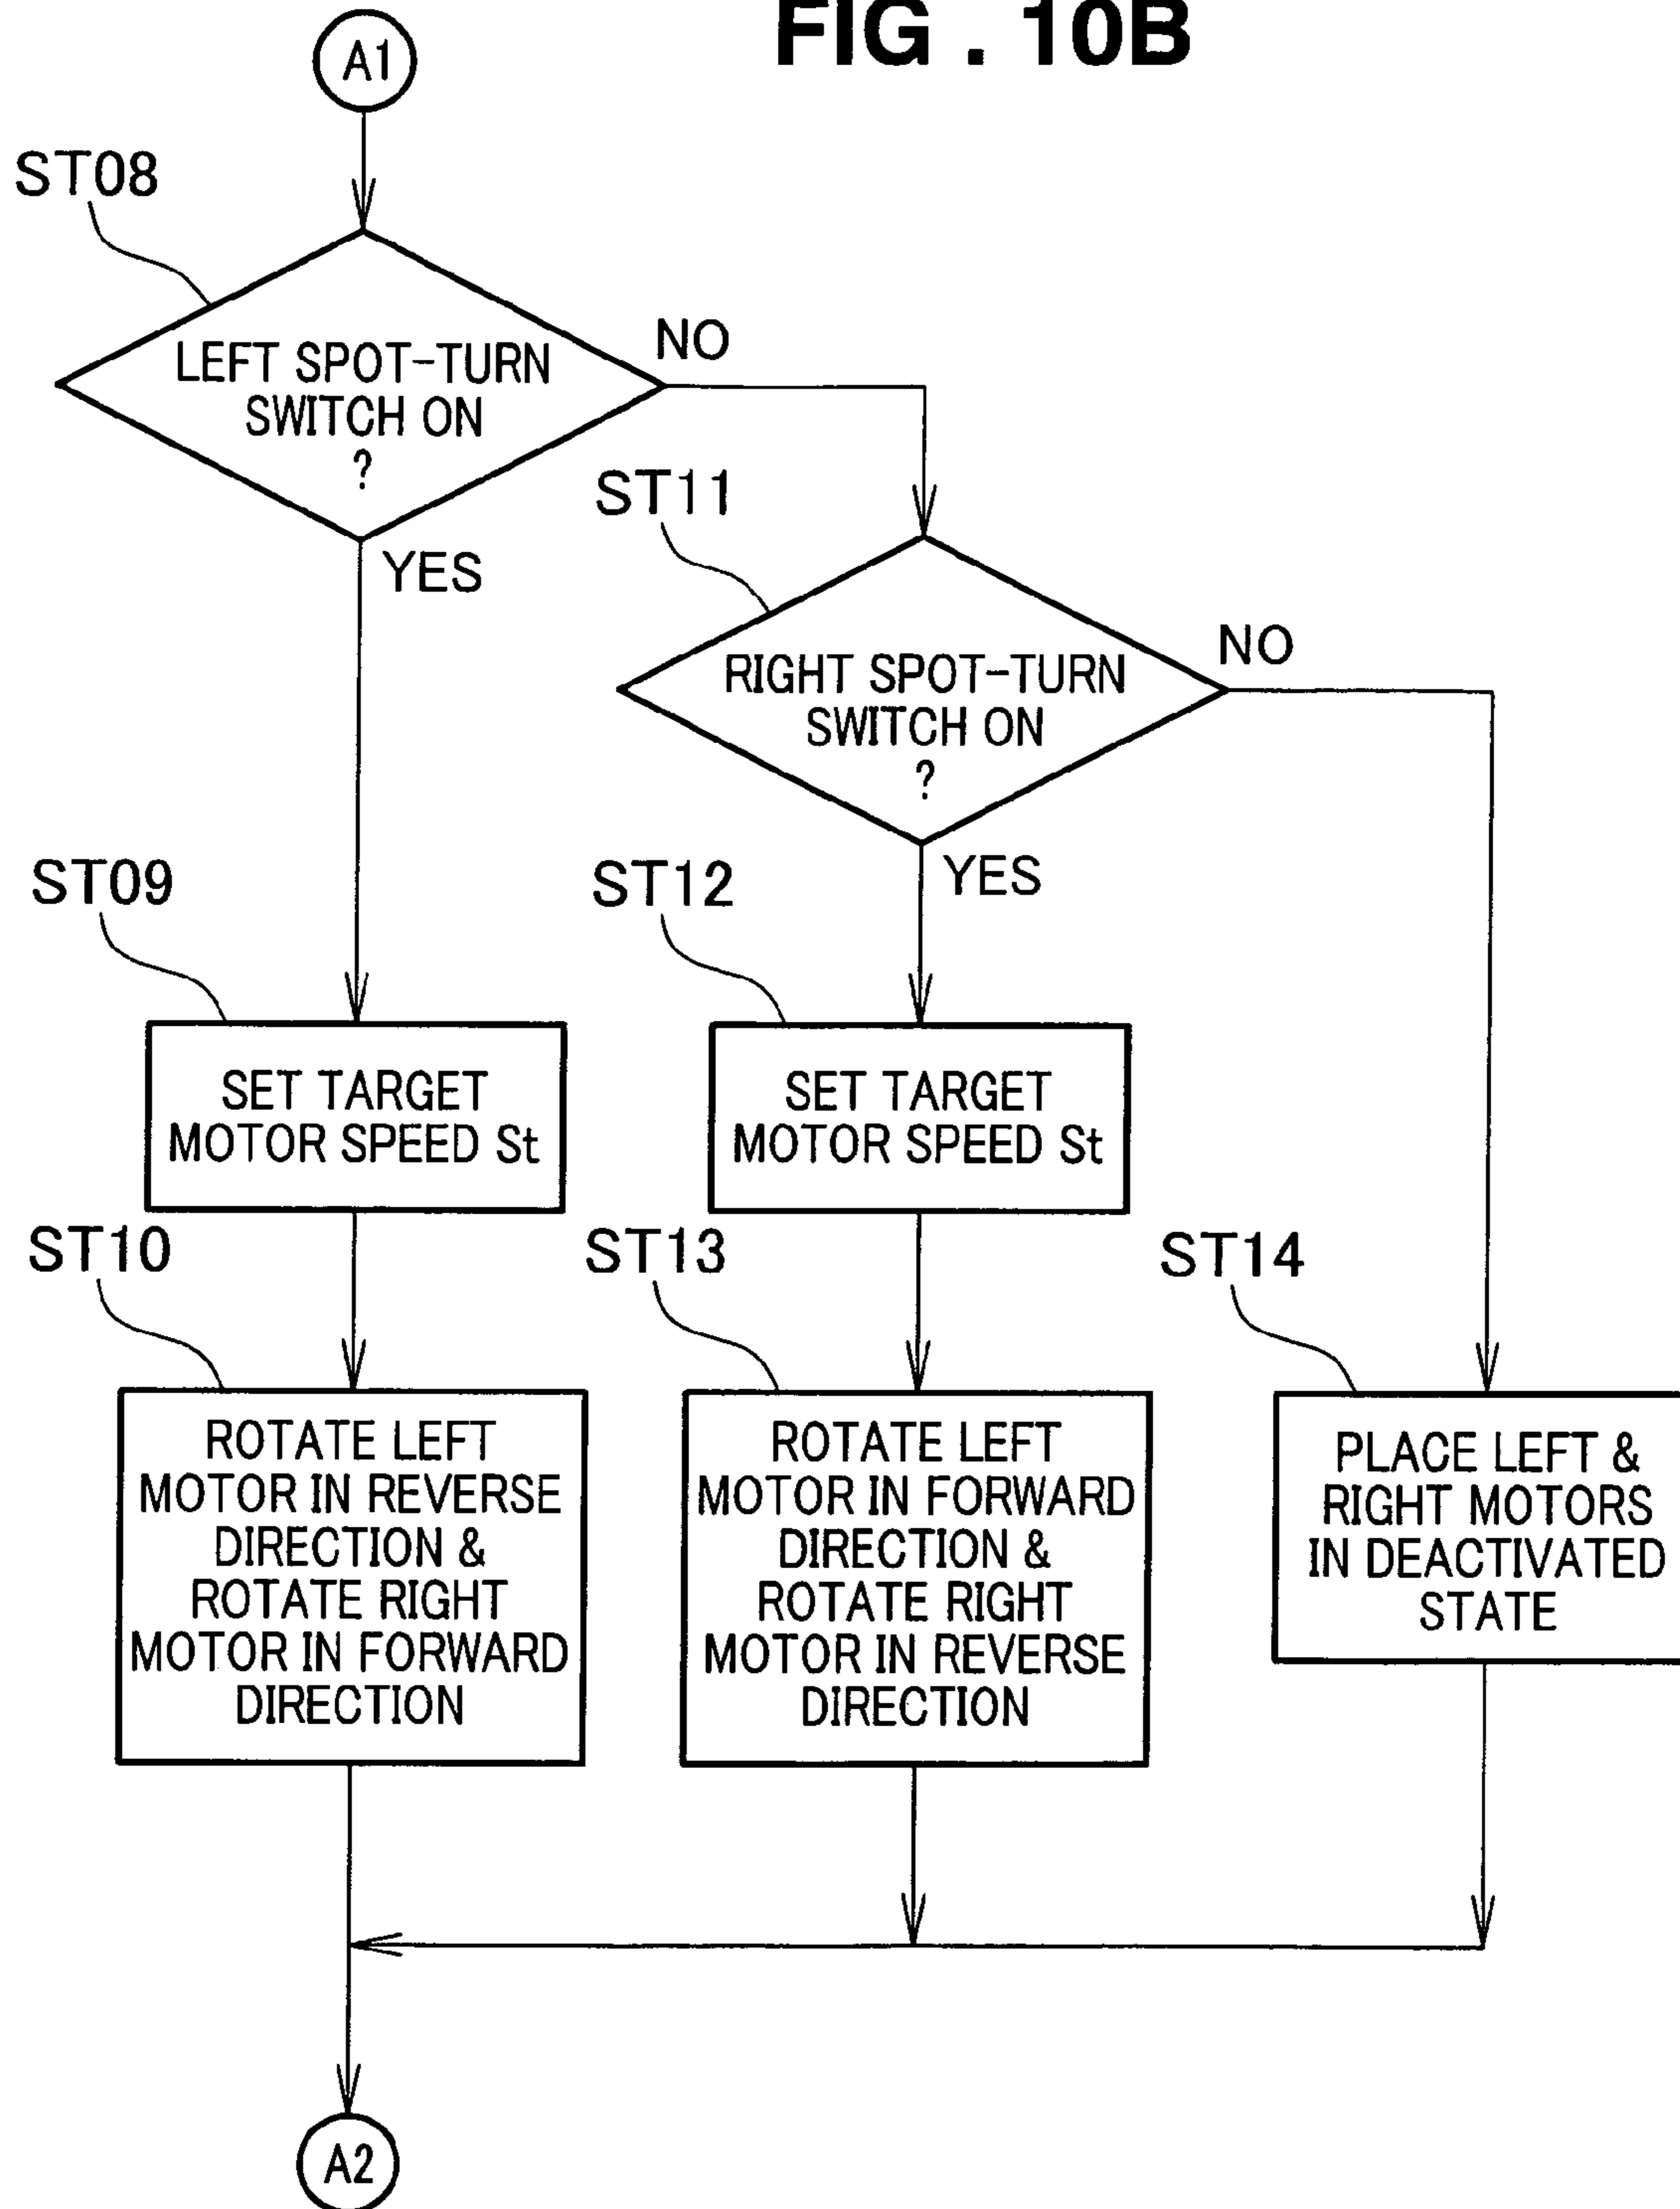 FIG . 10B
A1
ST08
LEFT SPOT-TURN
SWITCH ON
?
NO
YES
ST11
RIGHT SPOT-TURN
SWITCH ON
?
NO
YES
ST09
SET TARGET
MOTOR SPEED St
ST12
SET TARGET
MOTOR SPEED St
ST10
ROTATE LEFT
MOTOR IN REVERSE
DIRECTION &
ROTATE RIGHT
MOTOR IN FORWARD
DIRECTION
ST13
ROTATE LEFT
MOTOR IN FORWARD
DIRECTION &
ROTATE RIGHT
MOTOR IN REVERSE
DIRECTION
ST14
PLACE LEFT &
RIGHT MOTORS
IN DEACTIVATED
STATE
A2